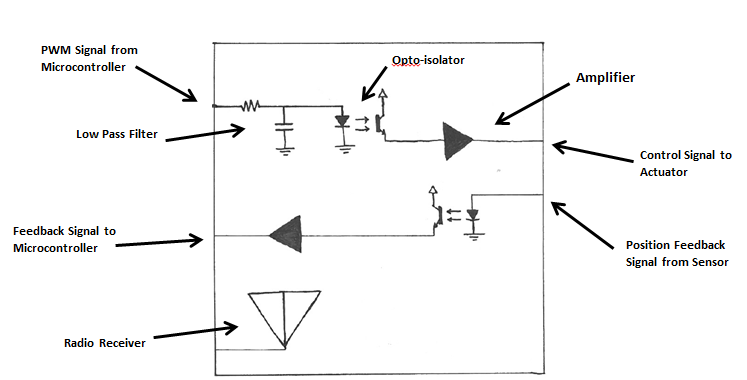 PWM Signal from
Microcontroller
Opto-isolator
Amplifier
Low Pass Filter
Control Signal to
Actuator
Feedback Signal to
Microcontroller
Position Feedback
Signal from Sensor
Radio Receiver